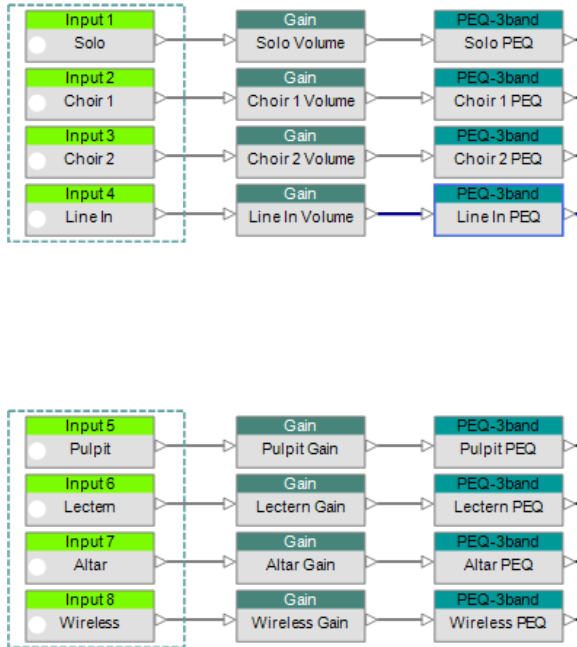 Input 1 Gain PEQ-3band
Solo Solo Volume Solo PEQ
Input 2 Gain PEQ-3band
Choir 1 Choir 1 Volume Choir 1 PEQ
Input 3 Gain PEQ-3band
Choir 2 Choir 2 Volume Choir 2 PEQ
Input 4 Gain PEQ-3band
Line In Line In Volume Line In PEQ
Input 5 Gain PEQ-3band
Pulpit Pulpit Gain Pulpit PEQ
Input 6 Gain PEQ-3band
Lectern Lectern Gain Lectern PEQ
Input 7 Gain PEQ-3band
Altar Altar Gain Altar PEQ
Input 8 Gain PEQ-3band
Wireless Wireless Gain Wireless PEQ